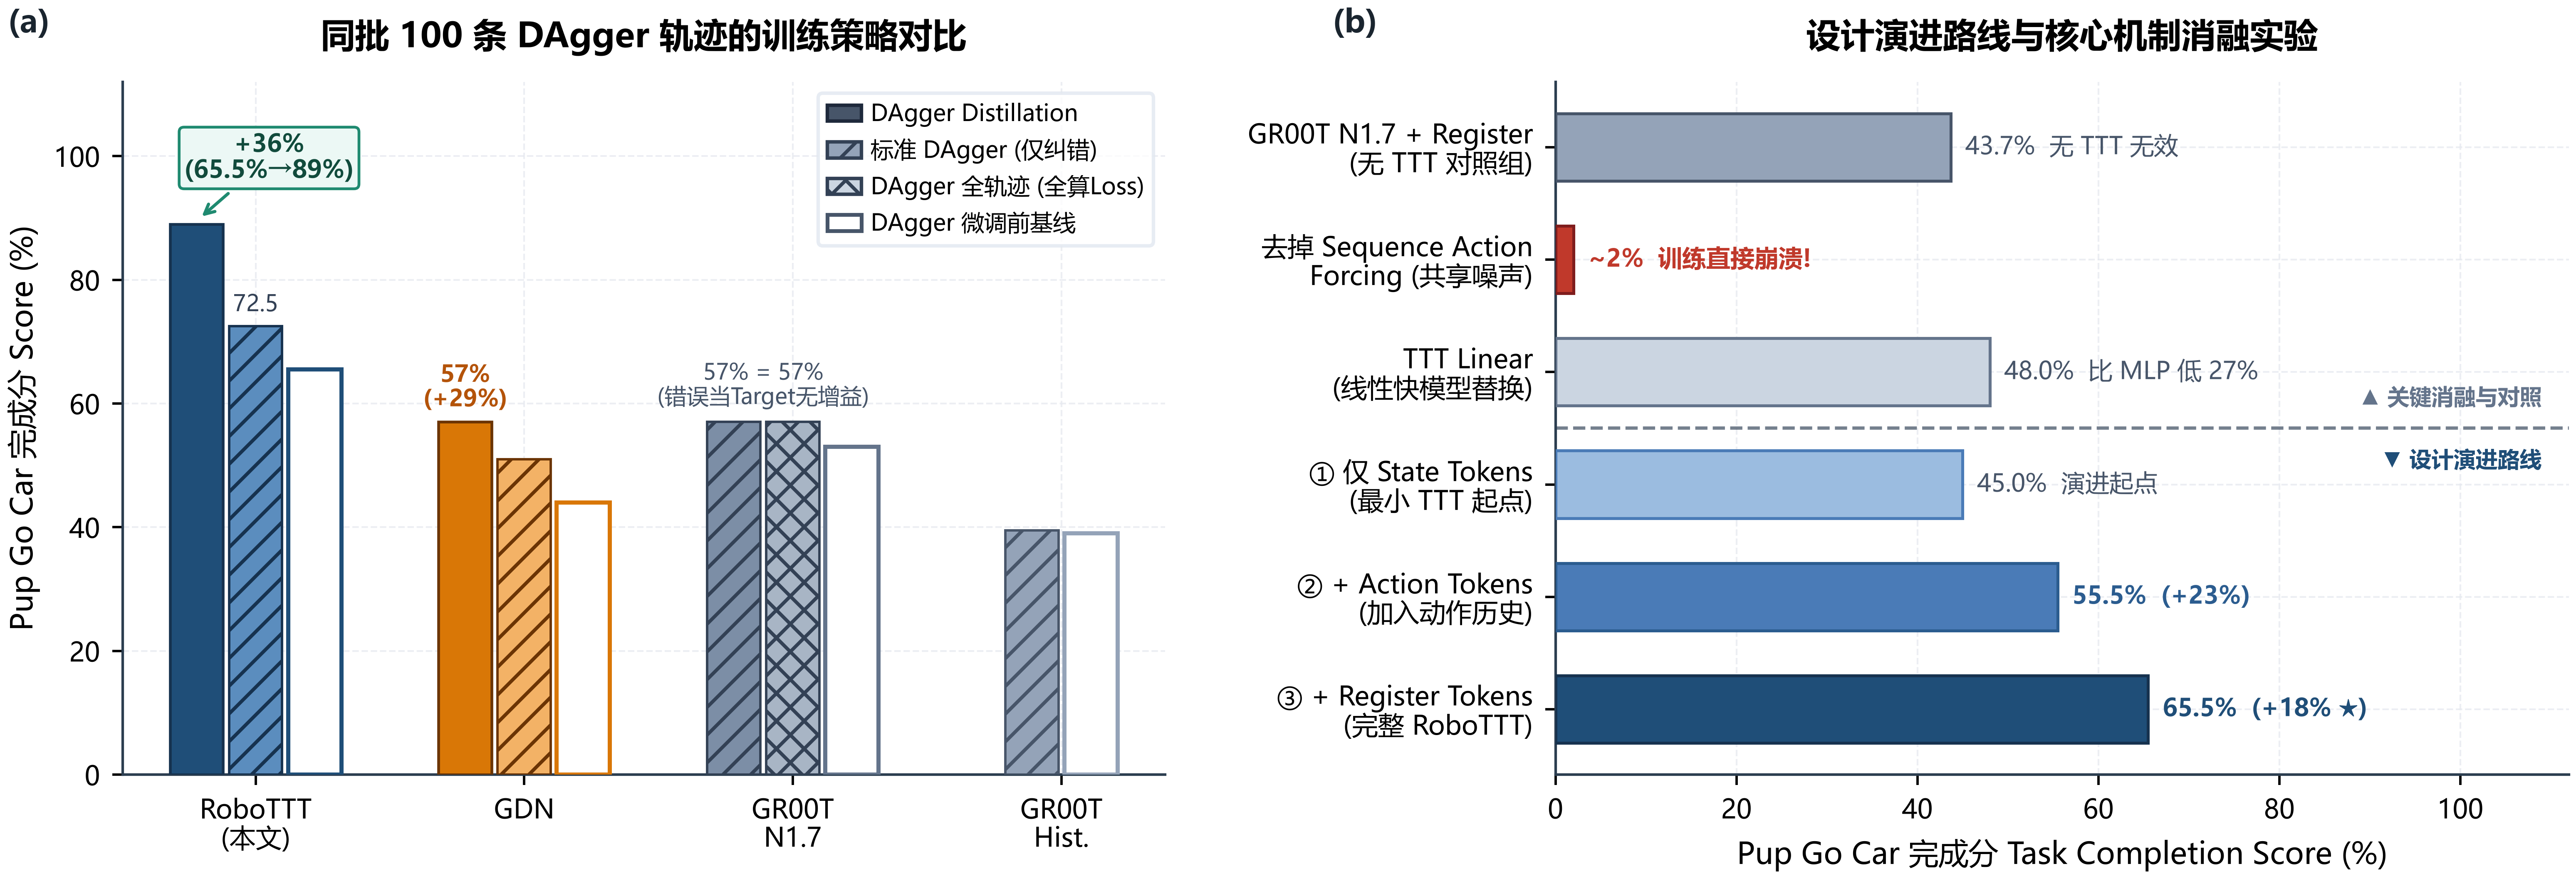 (a)
同批 100 条 DAgger 轨迹的训练策略对比
Pup Go Car 完成分 Score (%)
100
80
60
40
20
0
+36%
(65.5%→89%)
72.5
57%
(+29%)
57% = 57%
(错误当Target无增益)
DAgger Distillation
标准 DAgger (仅纠错)
DAgger 全轨迹 (全算Loss)
DAgger 微调前基线
RoboTTT
(本文)
GDN
GR00T
N1.7
GR00T
Hist.
(b)
设计演进路线与核心机制消融实验
GR00T N1.7 + Register
(无 TTT 对照组)
43.7% 无 TTT 无效
去掉 Sequence Action
Forcing (共享噪声)
~2% 训练直接崩溃!
TTT Linear
(线性快模型替换)
48.0% 比 MLP 低 27%
▲ 关键消融与对照
▼ 设计演进路线
① 仅 State Tokens
(最小 TTT 起点)
45.0% 演进起点
② + Action Tokens
(加入动作历史)
55.5% (+23%)
③ + Register Tokens
(完整 RoboTTT)
65.5% (+18% ★)
0
20
40
60
80
100
Pup Go Car 完成分 Task Completion Score (%)